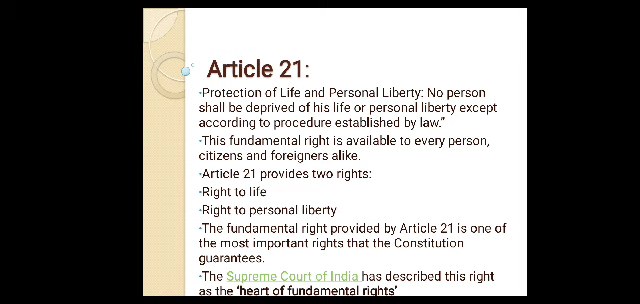 Article 21:
•Protection of Life and Personal Liberty: No person
shall be deprived of his life or personal liberty except
according to procedure established by law.”
•This fundamental right is available to every person,
citizens and foreigners alike.
•Article 21 provides two rights:
•Right to life
•Right to personal liberty
•The fundamental right provided by Article 21 is one of
the most important rights that the Constitution
guarantees.
•The Supreme Court of India has described this right
as the ‘heart of fundamental rights’